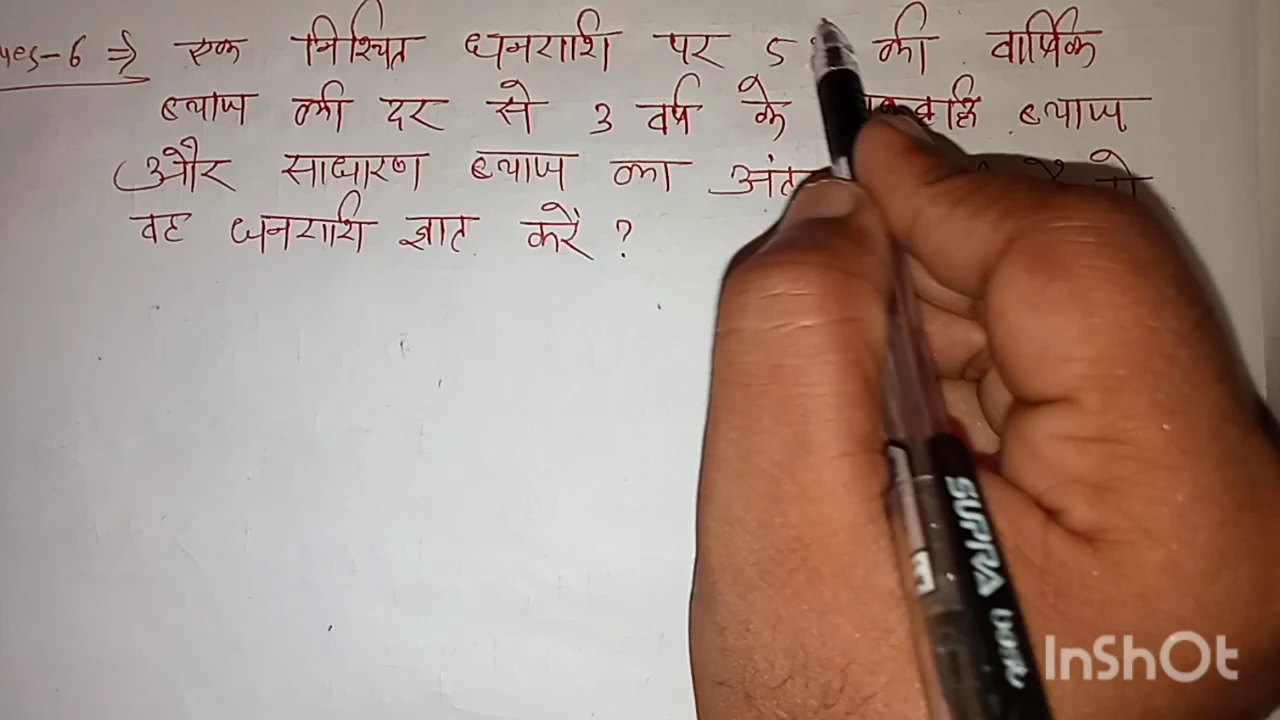 ues-6 ⇒ एक निश्चित धनराशि पर 5 की वार्षिक
ब्याज की दर से 3 वर्ष के ब्याज
और साधारण ब्याज का
वह धनराशि ज्ञात करें ?
SUPRA
InShOt